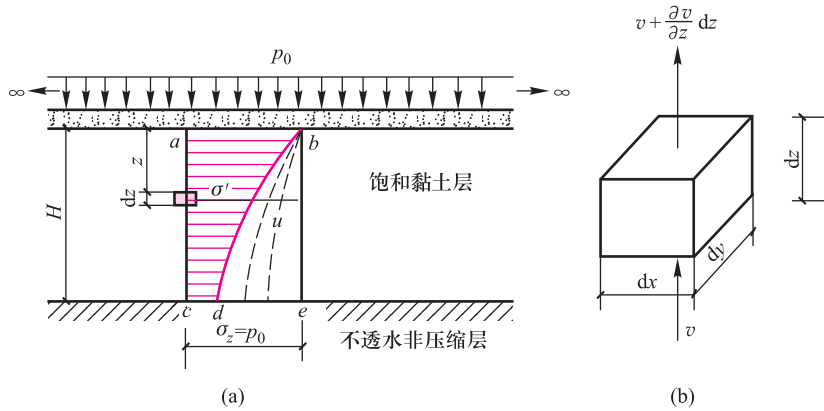 p₀
∞ ∞
a b
z
dz
H
σ′
u
饱和黏土层
c d e
σz=p₀
不透水非压缩层
(a)
v + ∂v/∂z dz
dz
dy
dx
v
(b)